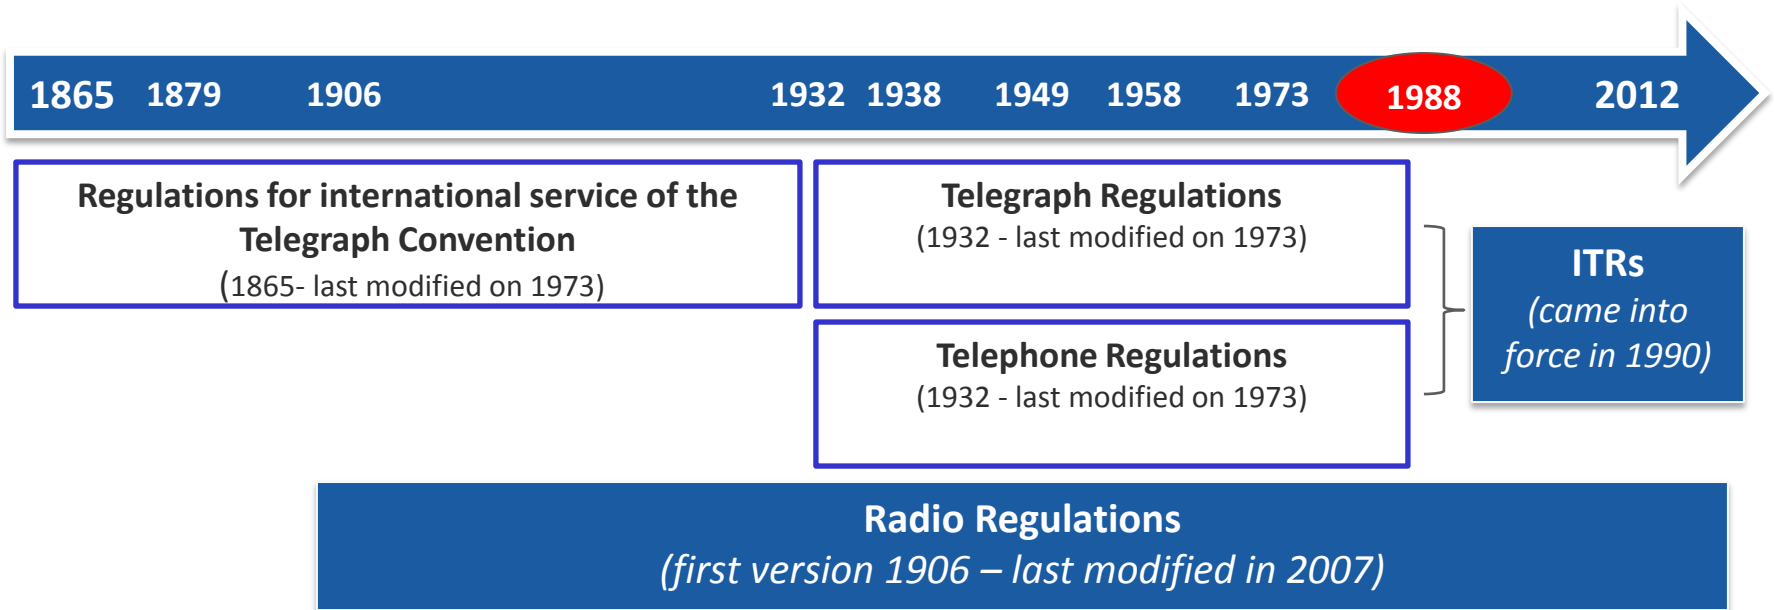 1865 1879 1906 1932 1938 1949 1958 1973 1988 2012
Regulations for international service of the
Telegraph Convention
(1865- last modified on 1973)
Telegraph Regulations
(1932 - last modified on 1973)
Telephone Regulations
(1932 - last modified on 1973)
ITRs
(came into
force in 1990)
Radio Regulations
(first version 1906 – last modified in 2007)